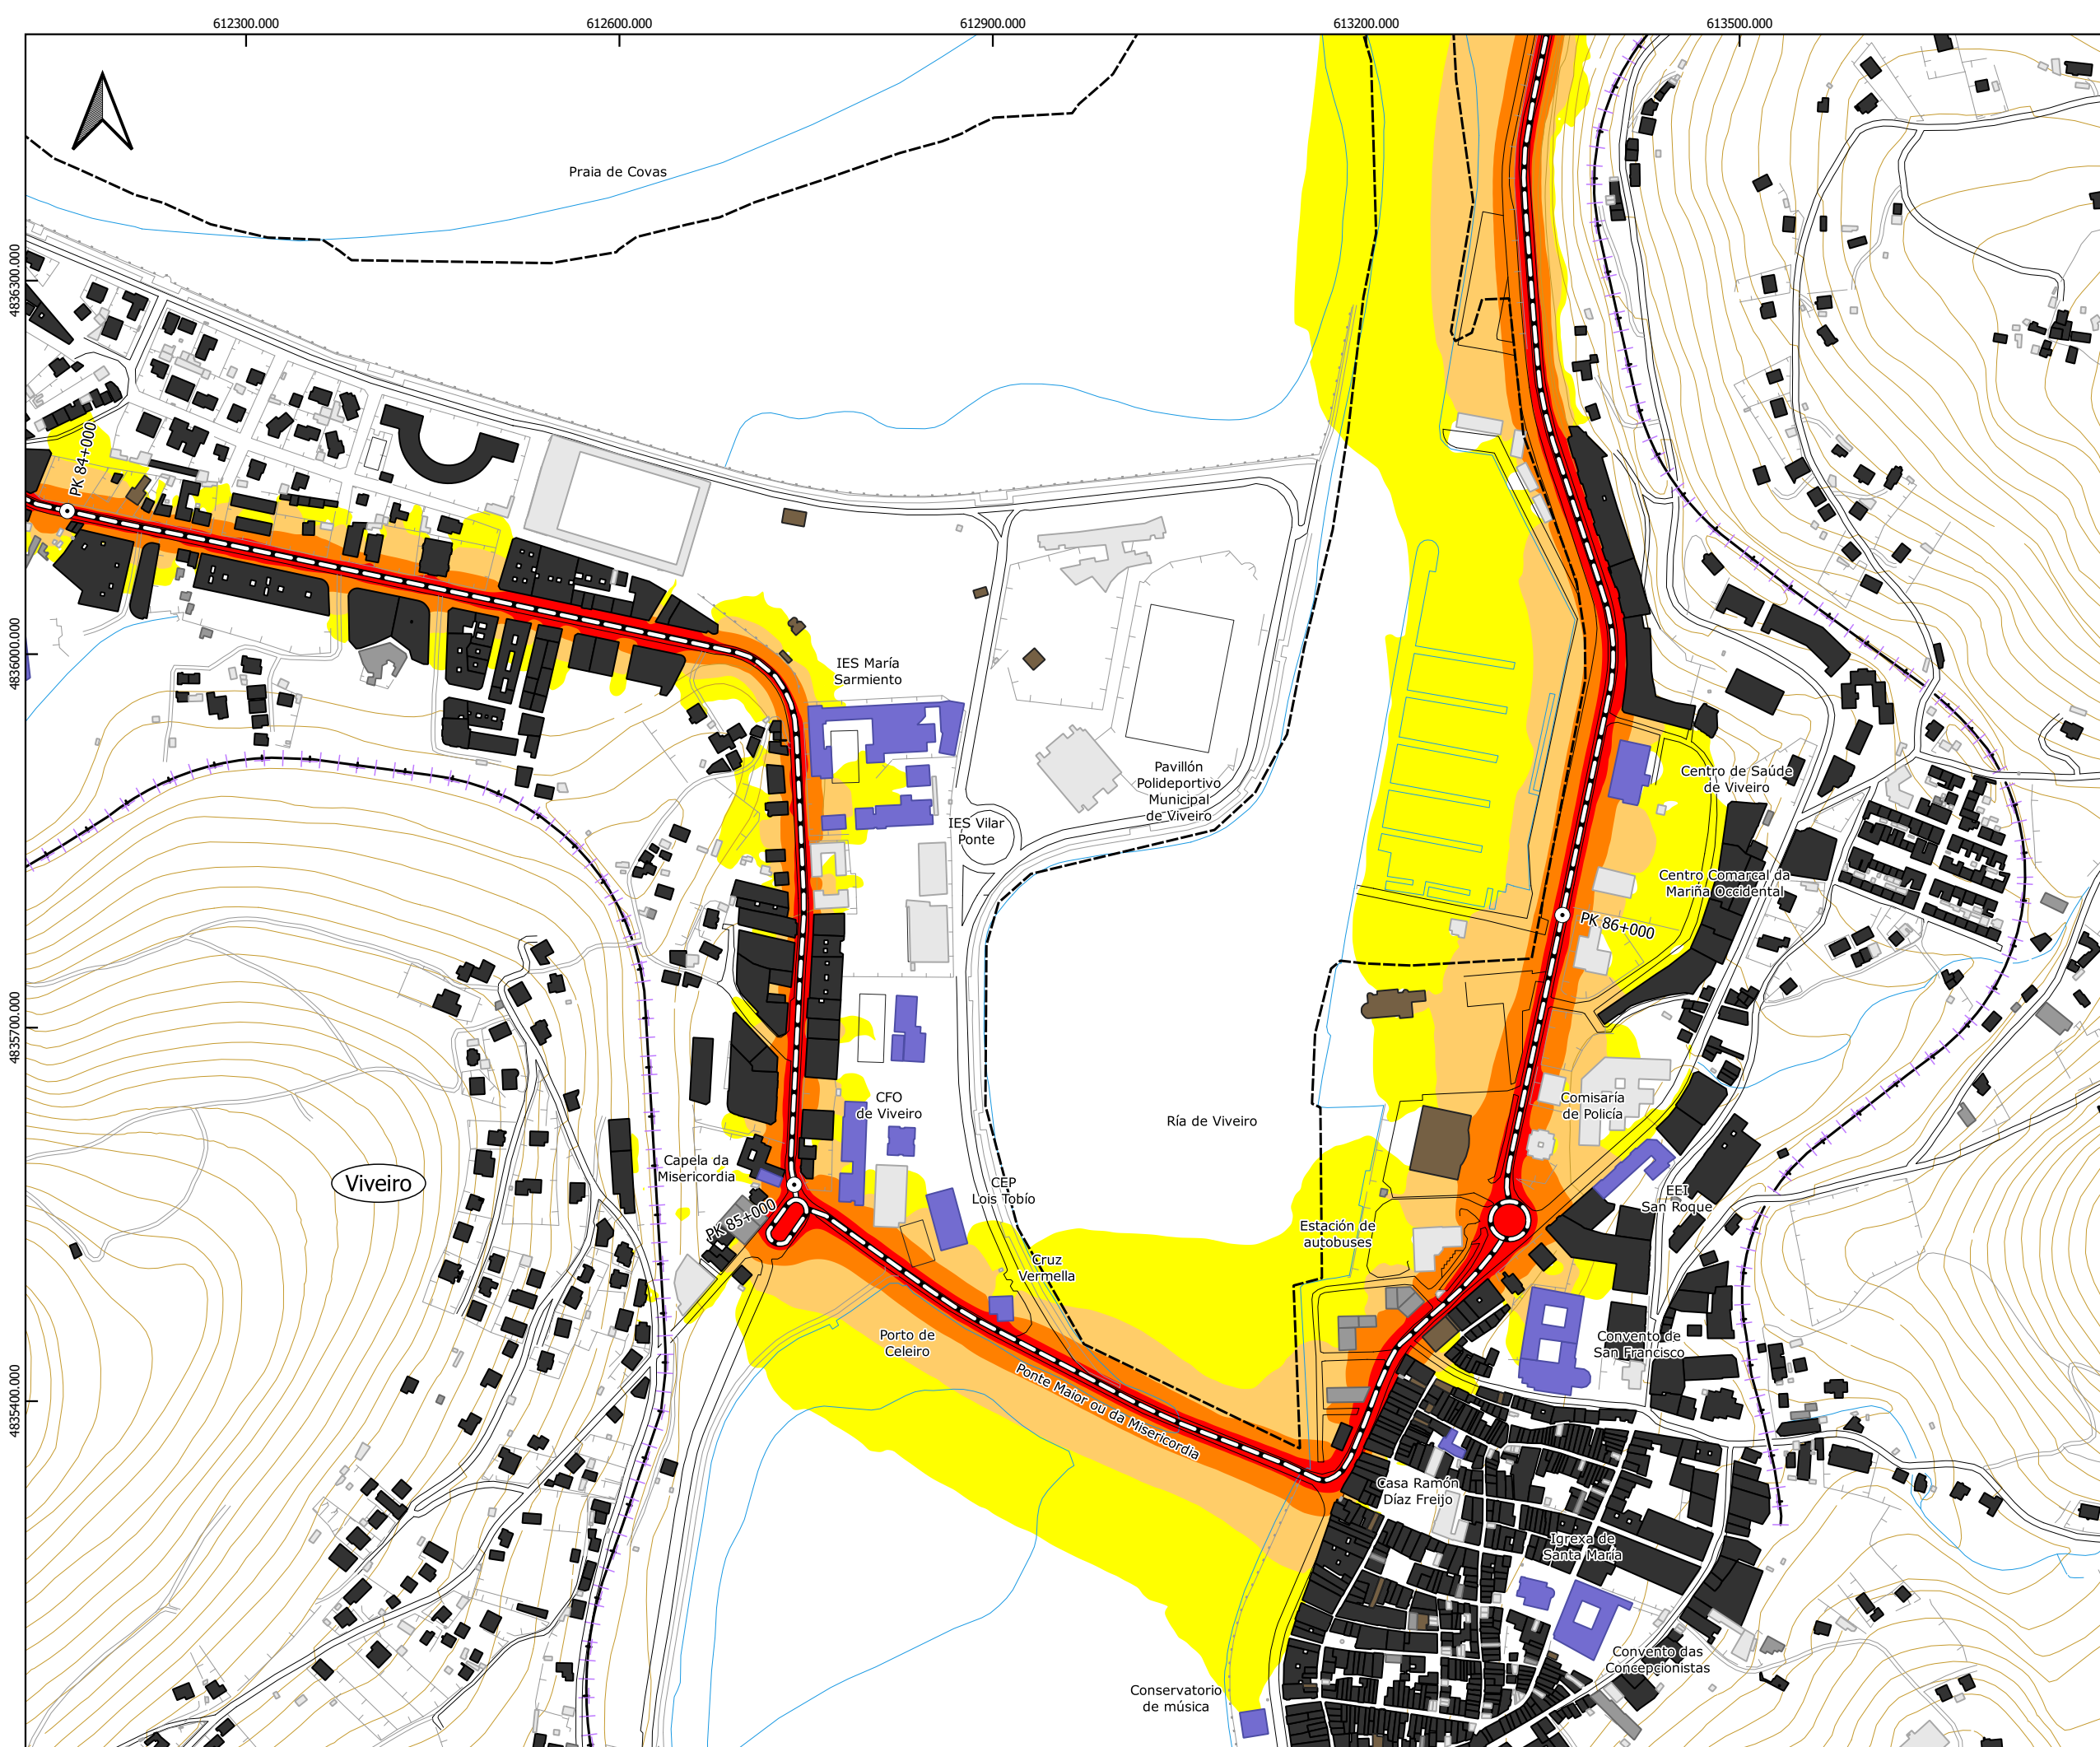 612300.000
612600.000
612900.000
613200.000
613500.000
4836300.000
4836000.000
4835700.000
4835400.000
Praia de Covas
PK 84+000
IES María
Sarmiento
Pavillón
Polideportivo
Municipal
de Viveiro
IES Vilar
Ponte
Centro de Saúde
de Viveiro
Centro Comarcal da
Mariña Occidental
PK 86+000
CFO
de Viveiro
Ría de Viveiro
Comisaría
de Policía
Capela da
Misericordia
Viveiro
CEP
Lois Tobío
EEI
San Roque
PK 85+000
Estación de
autobuses
Cruz
Vermella
Porto de
Celeiro
Convento de
San Francisco
Ponte Maior ou da Misericordia
Casa Ramón
Díaz Freijo
Igrexa de
Santa María
Convento das
Concepcionistas
Conservatorio
de música